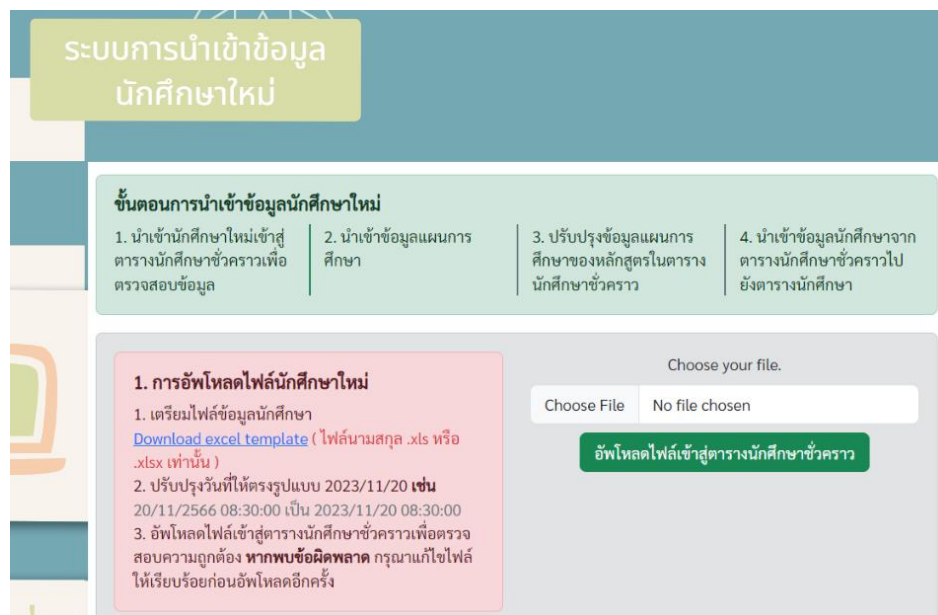 ระบบการนำเข้าข้อมูล
นักศึกษาใหม่
ขั้นตอนการนำเข้าข้อมูลนักศึกษาใหม่
1. นำเข้านักศึกษาใหม่เข้าสู่
ตารางนักศึกษาชั่วคราวเพื่อ
ตรวจสอบข้อมูล
2. นำเข้าข้อมูลแผนการ
ศึกษา
3. ปรับปรุงข้อมูลแผนการ
ศึกษาของหลักสูตรในตาราง
นักศึกษาชั่วคราว
4. นำเข้าข้อมูลนักศึกษาจาก
ตารางนักศึกษาชั่วคราวไป
ยังตารางนักศึกษา
1. การอัพโหลดไฟล์นักศึกษาใหม่
1. เตรียมไฟล์ข้อมูลนักศึกษา
Download excel template ( ไฟล์นามสกุล .xls หรือ
.xlsx เท่านั้น )
2. ปรับปรุงวันที่ให้ตรงรูปแบบ 2023/11/20 เช่น
20/11/2566 08:30:00 เป็น 2023/11/20 08:30:00
3. อัพโหลดไฟล์เข้าสู่ตารางนักศึกษาชั่วคราวเพื่อตรวจ
สอบความถูกต้อง หากพบข้อผิดพลาด กรุณาแก้ไขไฟล์
ให้เรียบร้อยก่อนอัพโหลดอีกครั้ง
Choose your file.
Choose File No file chosen
อัพโหลดไฟล์เข้าสู่ตารางนักศึกษาชั่วคราว